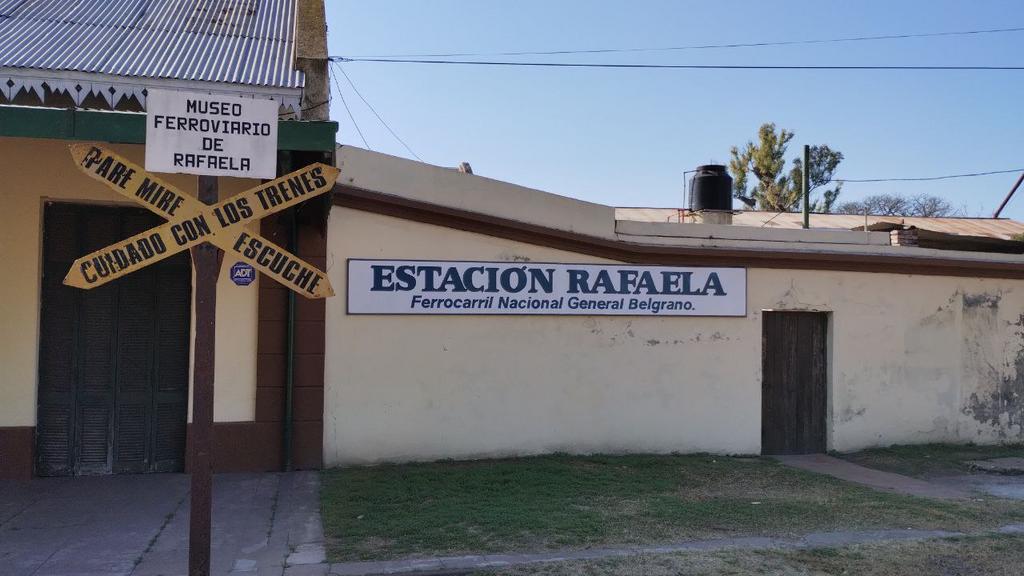 MUSEO
FERROVIARIO
DE
RAFAELA
PARE MIRE
ESCUCHE
CUIDADO CON LOS TRENES
ADT
ESTACIÓN RAFAELA
Ferrocarril Nacional General Belgrano.